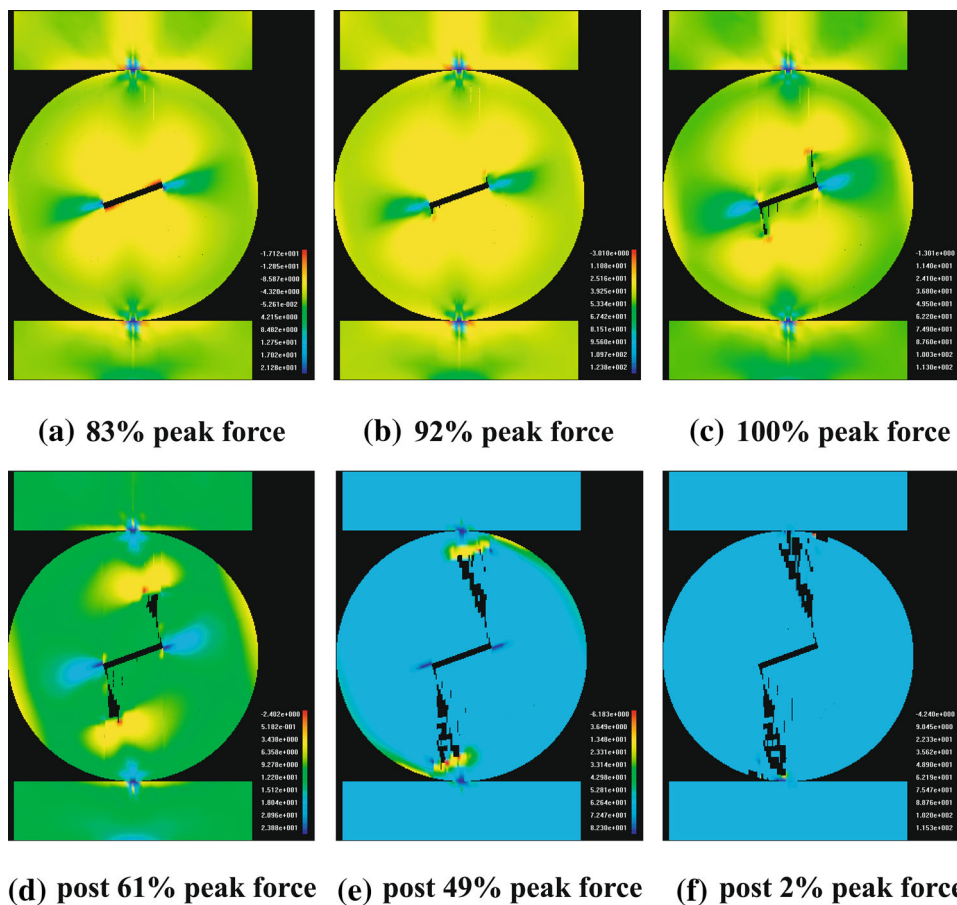 -1.712e+001
-1.285e+001
-8.587e+000
-4.320e+000
-5.261e-002
4.215e+000
8.482e+000
1.275e+001
1.702e+001
2.128e+001
-3.010e+000
1.108e+001
2.516e+001
3.925e+001
5.334e+001
6.742e+001
8.151e+001
9.560e+001
1.097e+002
1.238e+002
-1.301e+001
1.140e+001
2.410e+001
3.680e+001
4.950e+001
6.220e+001
7.490e+001
8.760e+001
1.003e+002
1.130e+002
(a) 83% peak force
(b) 92% peak force
(c) 100% peak force
-2.402e+000
5.182e-001
3.438e+000
6.358e+000
9.278e+000
1.220e+001
1.512e+001
1.804e+001
2.096e+001
2.388e+001
-6.183e+000
3.649e+000
1.348e+001
2.331e+001
3.314e+001
4.298e+001
5.281e+001
6.264e+001
7.247e+001
8.230e+001
-4.240e+000
9.045e+000
2.233e+001
3.562e+001
4.890e+001
6.219e+001
7.547e+001
8.876e+001
1.020e+002
1.153e+002
(d) post 61% peak force
(e) post 49% peak force
(f) post 2% peak force